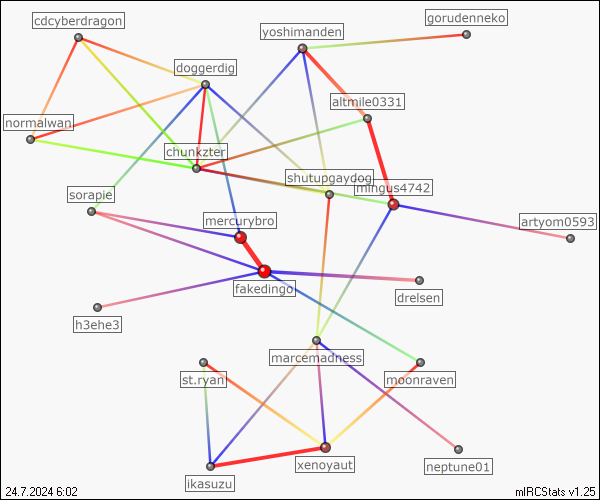 gorudenneko
cdcyberdragon
yoshimanden
doggerdig
altmile0331
normalwan
chunkzter
shutupgaydog
mingus4742
sorapie
mercurybro
artyom0593
fakedingo
drelsen
h3ehe3
marcemadness
st.ryan
moonraven
xenoyaut
neptune01
ikasuzu
24.7.2024 6:02
mIRCStats v1.25